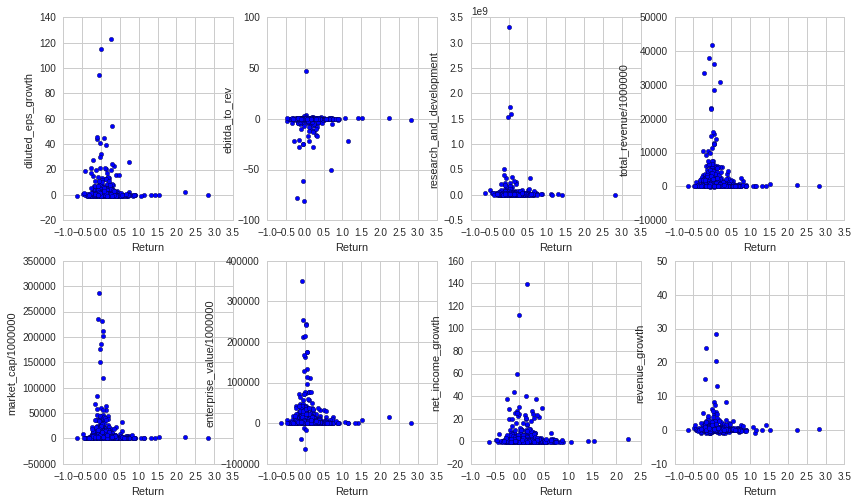 140
120
100
80
60
40
20
0
−20
diluted_eps_growth
−1.0−0.5 0.0 0.5 1.0 1.5 2.0 2.5 3.0 3.5
Return
100
50
0
−50
−100
ebitda_to_rev
−1.0−0.5 0.0 0.5 1.0 1.5 2.0 2.5 3.0 3.5
Return
1e9
3.5
3.0
2.5
2.0
1.5
1.0
0.5
0.0
−0.5
research_and_development
−1.0−0.5 0.0 0.5 1.0 1.5 2.0 2.5 3.0 3.5
Return
50000
40000
30000
20000
10000
0
−10000
total_revenue/1000000
−1.0−0.5 0.0 0.5 1.0 1.5 2.0 2.5 3.0 3.5
Return
350000
300000
250000
200000
150000
100000
50000
0
−50000
market_cap/1000000
−1.0−0.5 0.0 0.5 1.0 1.5 2.0 2.5 3.0 3.5
Return
400000
300000
200000
100000
0
−100000
enterprise_value/1000000
−1.0−0.5 0.0 0.5 1.0 1.5 2.0 2.5 3.0 3.5
Return
160
140
120
100
80
60
40
20
0
−20
net_income_growth
−1.0 −0.5 0.0 0.5 1.0 1.5 2.0 2.5
Return
50
40
30
20
10
0
−10
revenue_growth
−1.0−0.5 0.0 0.5 1.0 1.5 2.0 2.5 3.0 3.5
Return